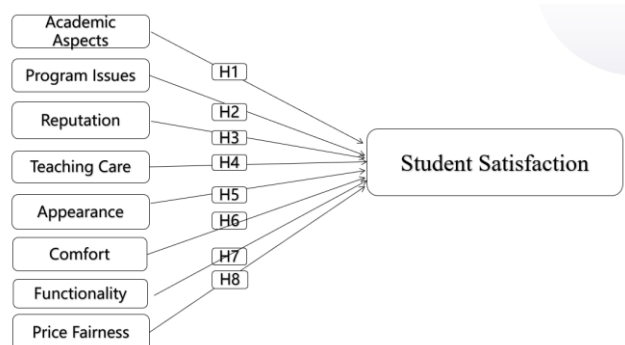 Academic
Aspects
Program Issues
Reputation
Teaching Care
Appearance
Comfort
Functionality
Price Fairness
H1
H2
H3
H4
H5
H6
H7
H8
Student Satisfaction